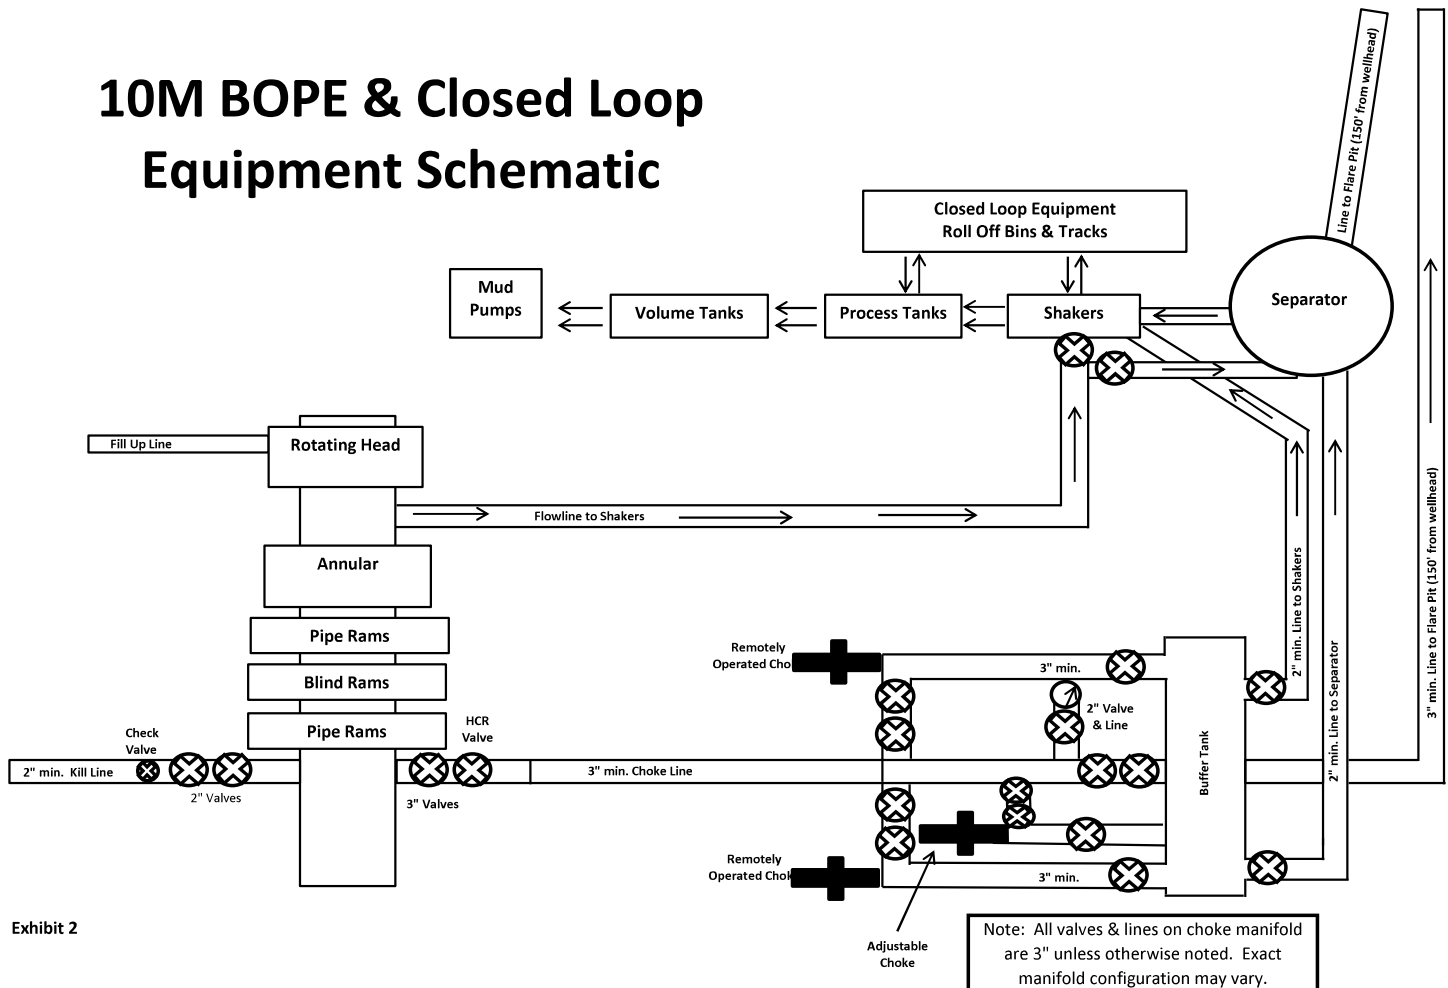 10M BOPE & Closed Loop
Equipment Schematic
Line to Flare Pit (150' from wellhead)
Closed Loop Equipment
Roll Off Bins & Tracks
Mud
Pumps
Volume Tanks
Process Tanks
Shakers
Separator
Fill Up Line
Rotating Head
Flowline to Shakers
Annular
Pipe Rams
Blind Rams
Pipe Rams
Check
Valve
HCR
Valve
2" min.  Kill Line
2" Valves
3" Valves
3" min. Choke Line
Remotely
Operated Cho
3" min.
2" Valve
& Line
Buffer Tank
2" min. Line to Shakers
2" min. Line to Separator
3" min. Line to Flare Pit (150' from wellhead)
Remotely
Operated Chok
3" min.
Adjustable
Choke
Exhibit 2
Note:  All valves & lines on choke manifold
are 3" unless otherwise noted.  Exact
manifold configuration may vary.